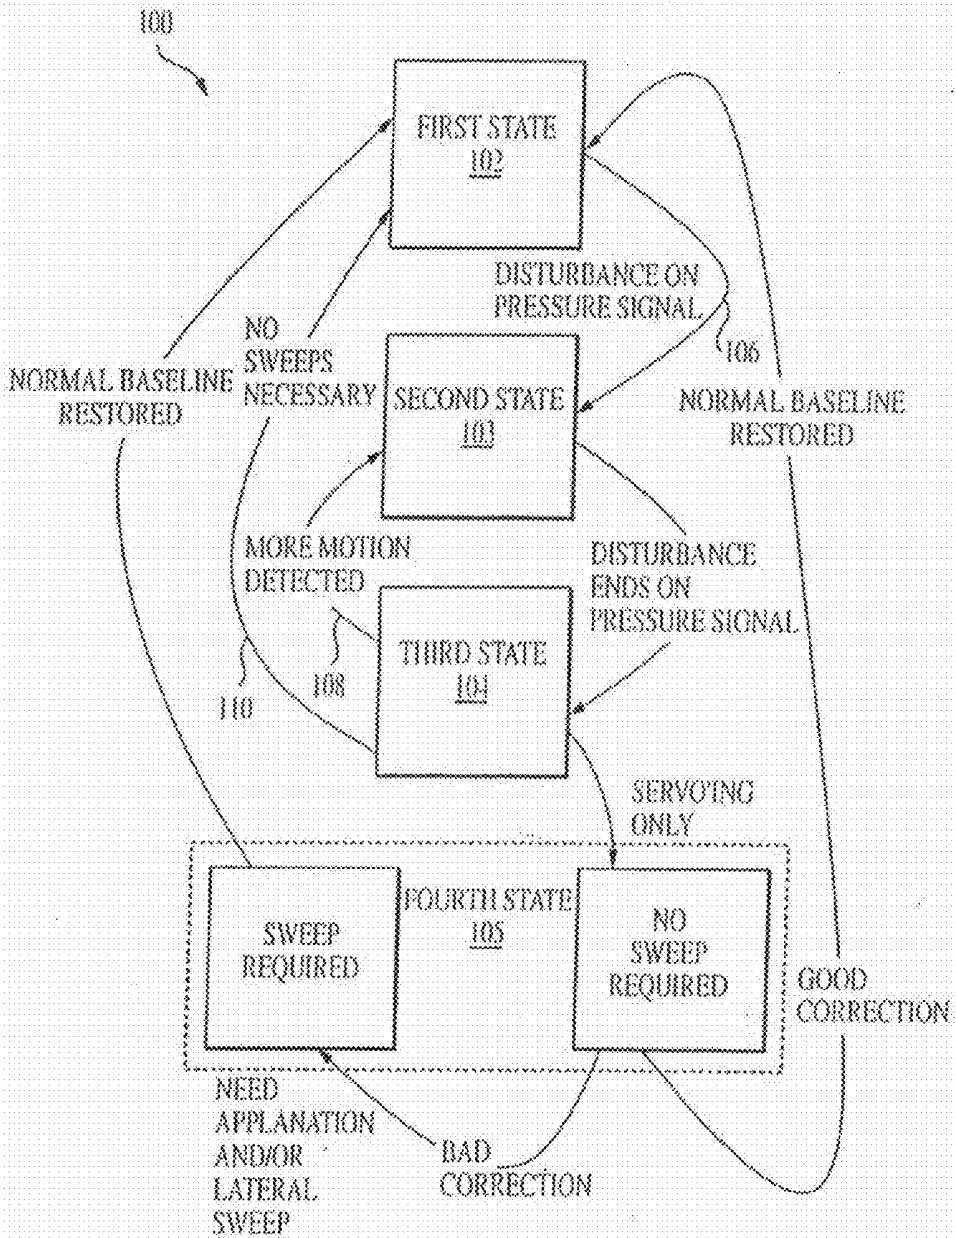 100
FIRST STATE
102
DISTURBANCE ON
PRESSURE SIGNAL
106
NO
SWEEPS
NECESSARY
NORMAL BASELINE
RESTORED
SECOND STATE
103
NORMAL BASELINE
RESTORED
MORE MOTION
DETECTED
DISTURBANCE
ENDS ON
PRESSURE SIGNAL
108
110
THIRD STATE
104
SERVOING
ONLY
FOURTH STATE
105
SWEEP
REQUIRED
NO
SWEEP
REQUIRED
GOOD
CORRECTION
NEED
APPLANATION
AND/OR
LATERAL
SWEEP
BAD
CORRECTION